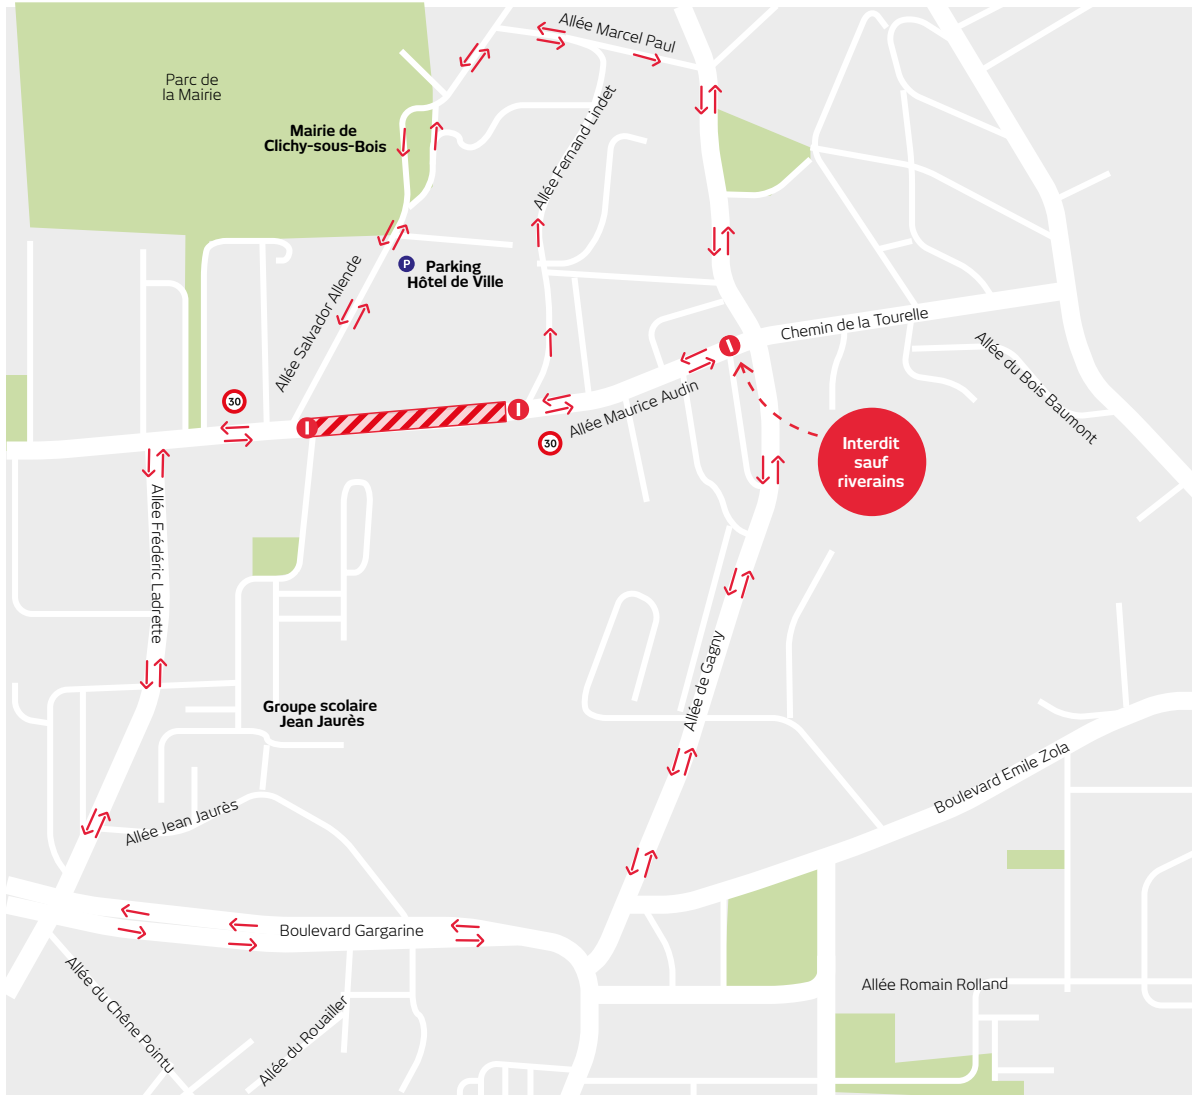 Allée Marcel Paul
Parc de
la Mairie
Mairie de
Clichy-sous-Bois
Allée Fernand Lindet
P
Parking
Hôtel de Ville
Allée Salvador Allende
Chemin de la Tourelle
Allée du Bois Baumont
30
Allée Maurice Audin
30
Interdit
sauf
riverains
Allée Frédéric Ladrette
Allée de Gagny
Groupe scolaire
Jean Jaurès
Boulevard Emile Zola
Allée Jean Jaurès
Boulevard Gargarine
Allée du Chêne Pointu
Allée du Rouailler
Allée Romain Rolland